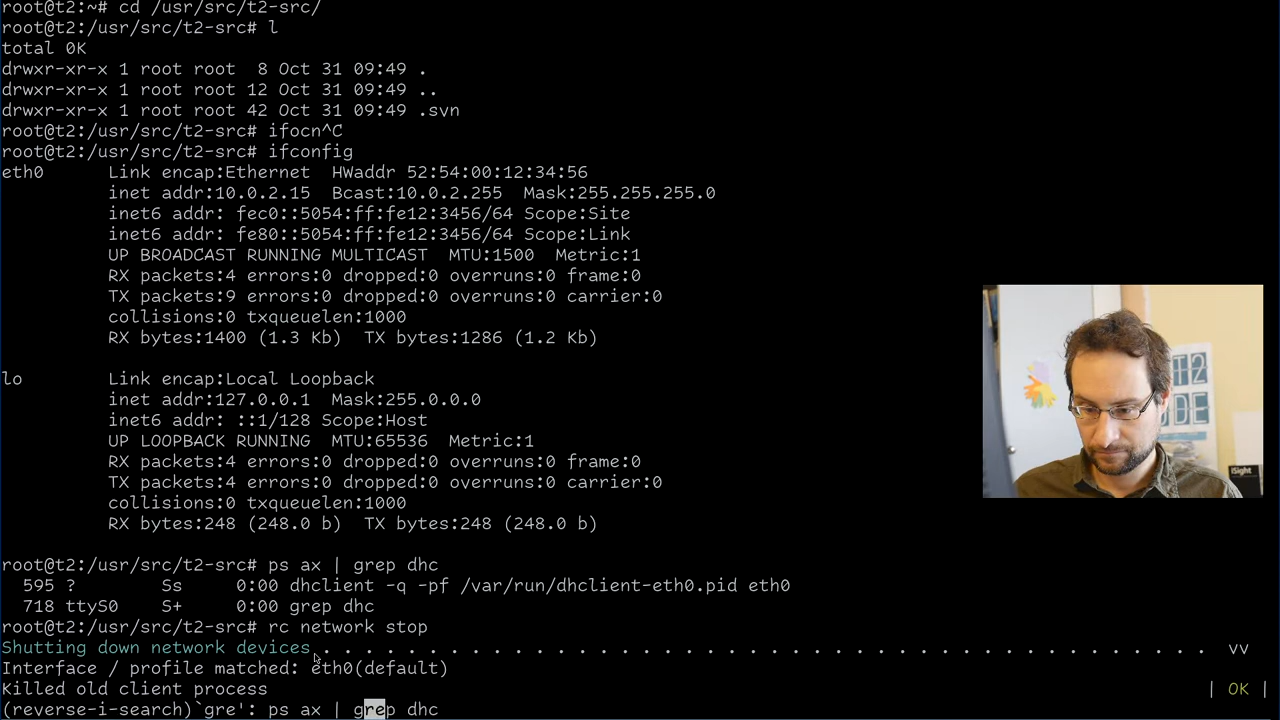 root@t2:~# cd /usr/src/t2-src/
root@t2:/usr/src/t2-src# l
total 0K
drwxr-xr-x 1 root root  8 Oct 31 09:49 .
drwxr-xr-x 1 root root 12 Oct 31 09:49 ..
drwxr-xr-x 1 root root 42 Oct 31 09:49 .svn
root@t2:/usr/src/t2-src# ifocn^C
root@t2:/usr/src/t2-src# ifconfig
eth0      Link encap:Ethernet  HWaddr 52:54:00:12:34:56
          inet addr:10.0.2.15  Bcast:10.0.2.255  Mask:255.255.255.0
          inet6 addr: fec0::5054:ff:fe12:3456/64 Scope:Site
          inet6 addr: fe80::5054:ff:fe12:3456/64 Scope:Link
          UP BROADCAST RUNNING MULTICAST  MTU:1500  Metric:1
          RX packets:4 errors:0 dropped:0 overruns:0 frame:0
          TX packets:9 errors:0 dropped:0 overruns:0 carrier:0
          collisions:0 txqueuelen:1000
          RX bytes:1400 (1.3 Kb)  TX bytes:1286 (1.2 Kb)
lo        Link encap:Local Loopback
          inet addr:127.0.0.1  Mask:255.0.0.0
          inet6 addr: ::1/128 Scope:Host
          UP LOOPBACK RUNNING  MTU:65536  Metric:1
          RX packets:4 errors:0 dropped:0 overruns:0 frame:0
          TX packets:4 errors:0 dropped:0 overruns:0 carrier:0
          collisions:0 txqueuelen:1000
          RX bytes:248 (248.0 b)  TX bytes:248 (248.0 b)
root@t2:/usr/src/t2-src# ps ax | grep dhc
  595 ?        Ss     0:00 dhclient -q -pf /var/run/dhclient-eth0.pid eth0
  718 ttyS0    S+     0:00 grep dhc
root@t2:/usr/src/t2-src# rc network stop
Shutting down network devices . . . . . . . . . . . . . . . . . . . . . . . . . . . . . . . . . . . . . . . . . . vv
Interface / profile matched: eth0(default)
Killed old client process | OK |
(reverse-i-search)`gre': ps ax | grep dhc
T2
iSight